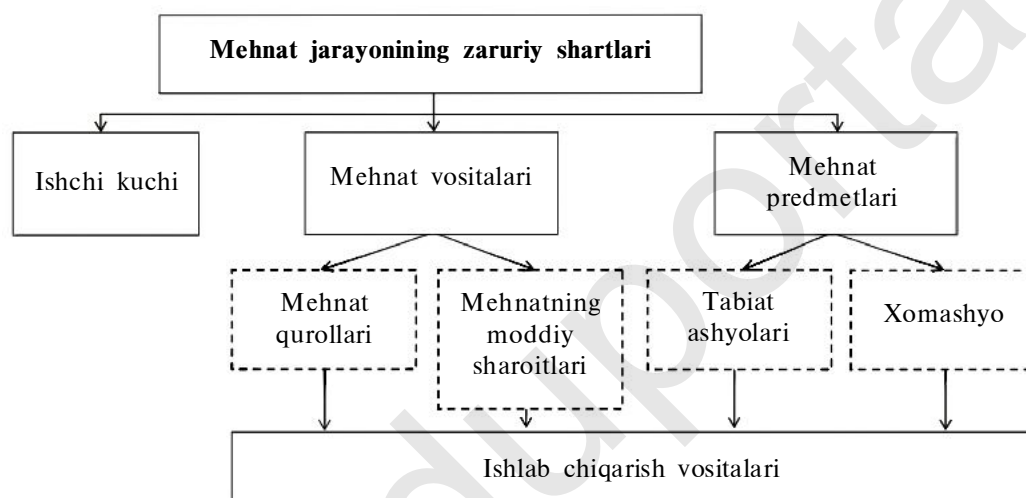 Mehnat jarayonining zaruriy shartlari
Ishchi kuchi
Mehnat vositalari
Mehnat
predmetlari
Mehnat
qurollari
Mehnatning
moddiy
sharoitlari
Tabiat
ashyolari
Xomashyo
Ishlab chiqarish vositalari
duporta